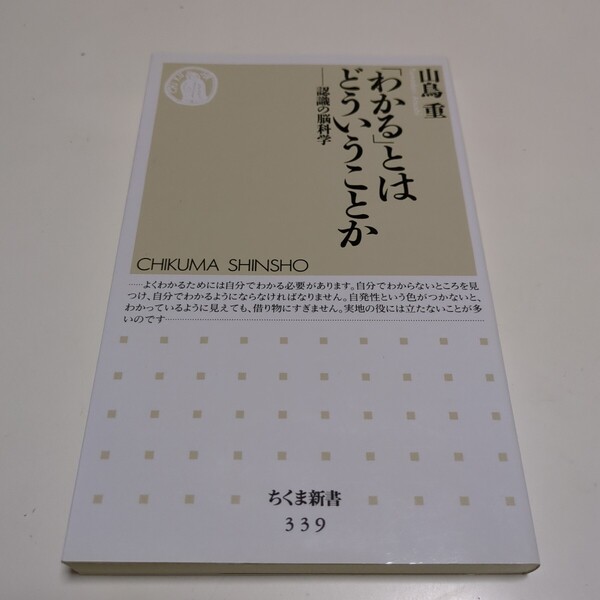 山鳥 重
「わかる」とは
どういうことか
――認識の脳科学
CHIKUMA SHINSHO
……よくわかるためには自分でわかる必要があります。自分でわからないところを見
つけ、自分でわかるようにならなければなりません。自発性という色がつかないと、
わかっているように見えても、借り物にすぎません。実地の役には立たないことが多
いのです……………………………………………………………………
ちくま新書
339